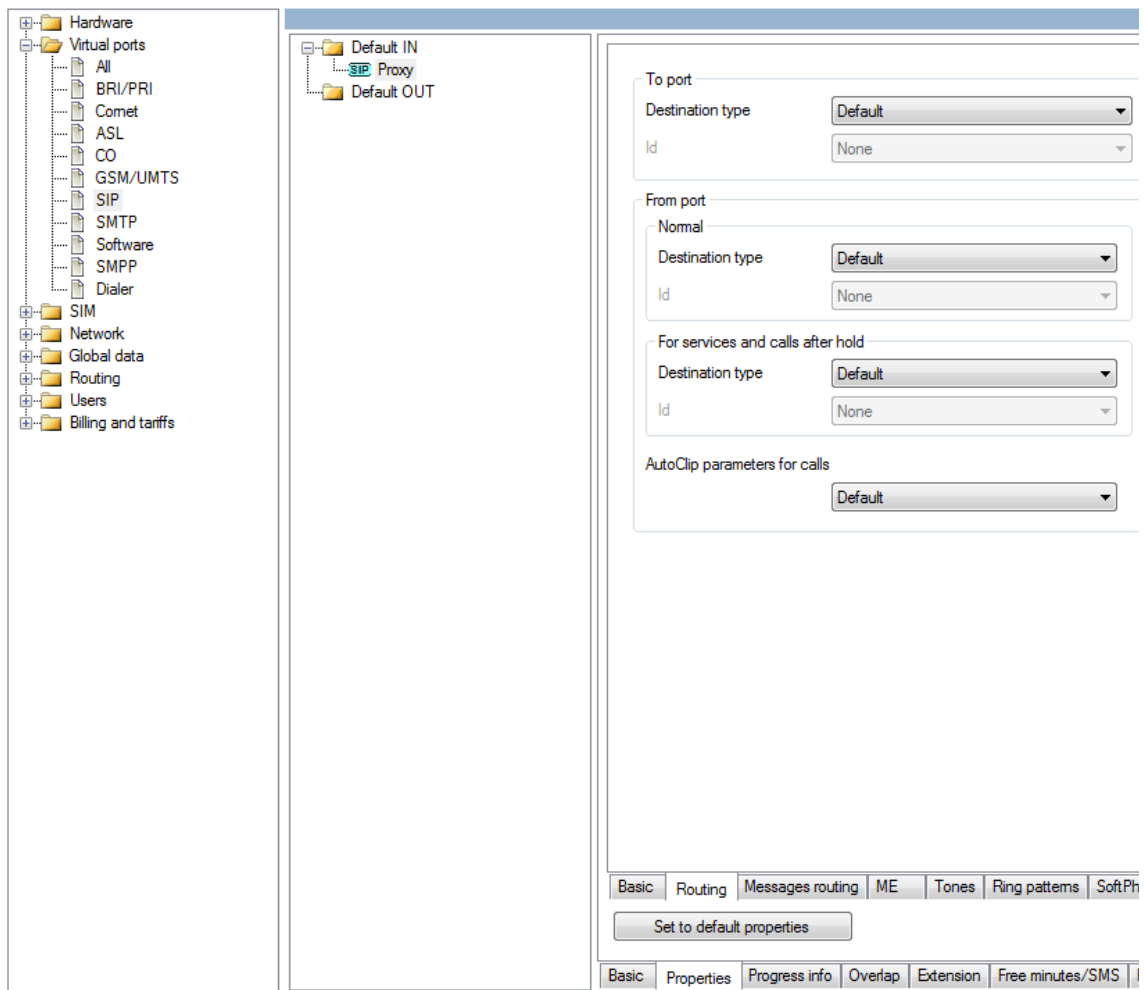 Hardware
Virtual ports
All
BRI/PRI
Comet
ASL
CO
GSM/UMTS
SIP
SMTP
Software
SMPP
Dialer
SIM
Network
Global data
Routing
Users
Billing and tariffs
Default IN
SIP Proxy
Default OUT
To port
Destination type Default
Id None
From port
Normal
Destination type Default
Id None
For services and calls after hold
Destination type Default
Id None
AutoClip parameters for calls
Default
Basic Routing Messages routing ME Tones Ring patterns SoftPh
Set to default properties
Basic Properties Progress info Overlap Extension Free minutes/SMS